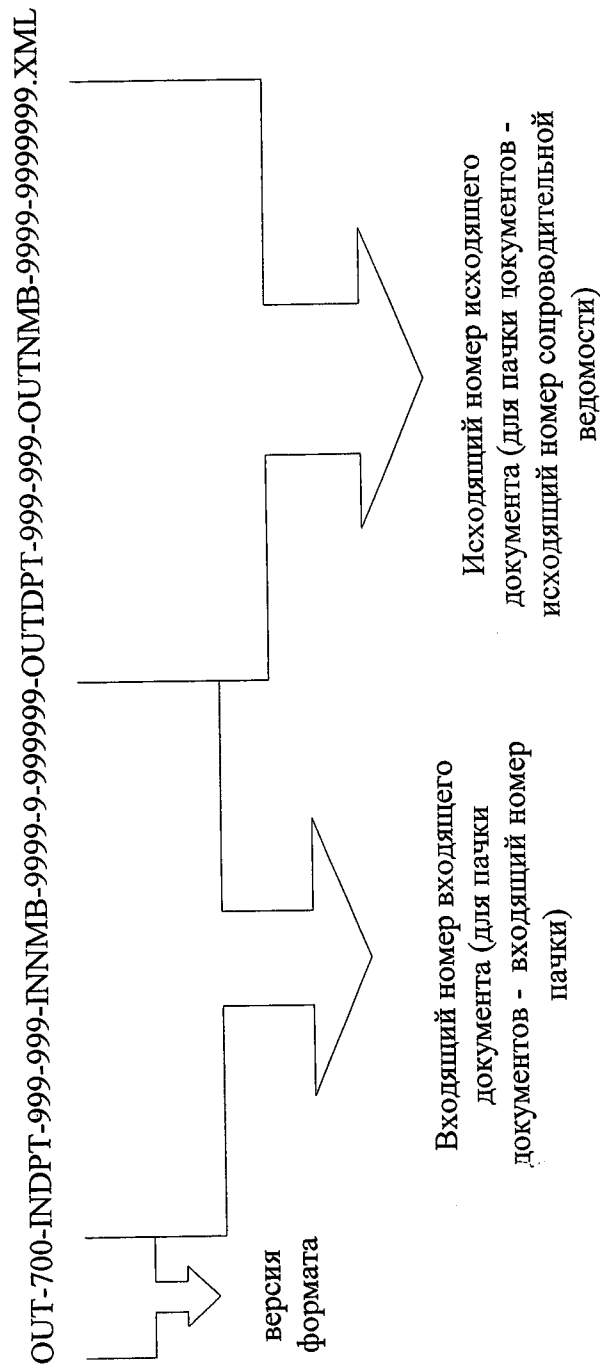 OUT-700-INDPT-999-999-INNMB-9999-9-999999-OUTDPT-999-999-OUTNMB-9999-9999999.XML
версия
формата
Входящий номер входящего
документа (для пачки
документов - входящий номер
пачки)
Исходящий номер исходящего
документа (для пачки документов -
исходящий номер сопроводительной
ведомости)